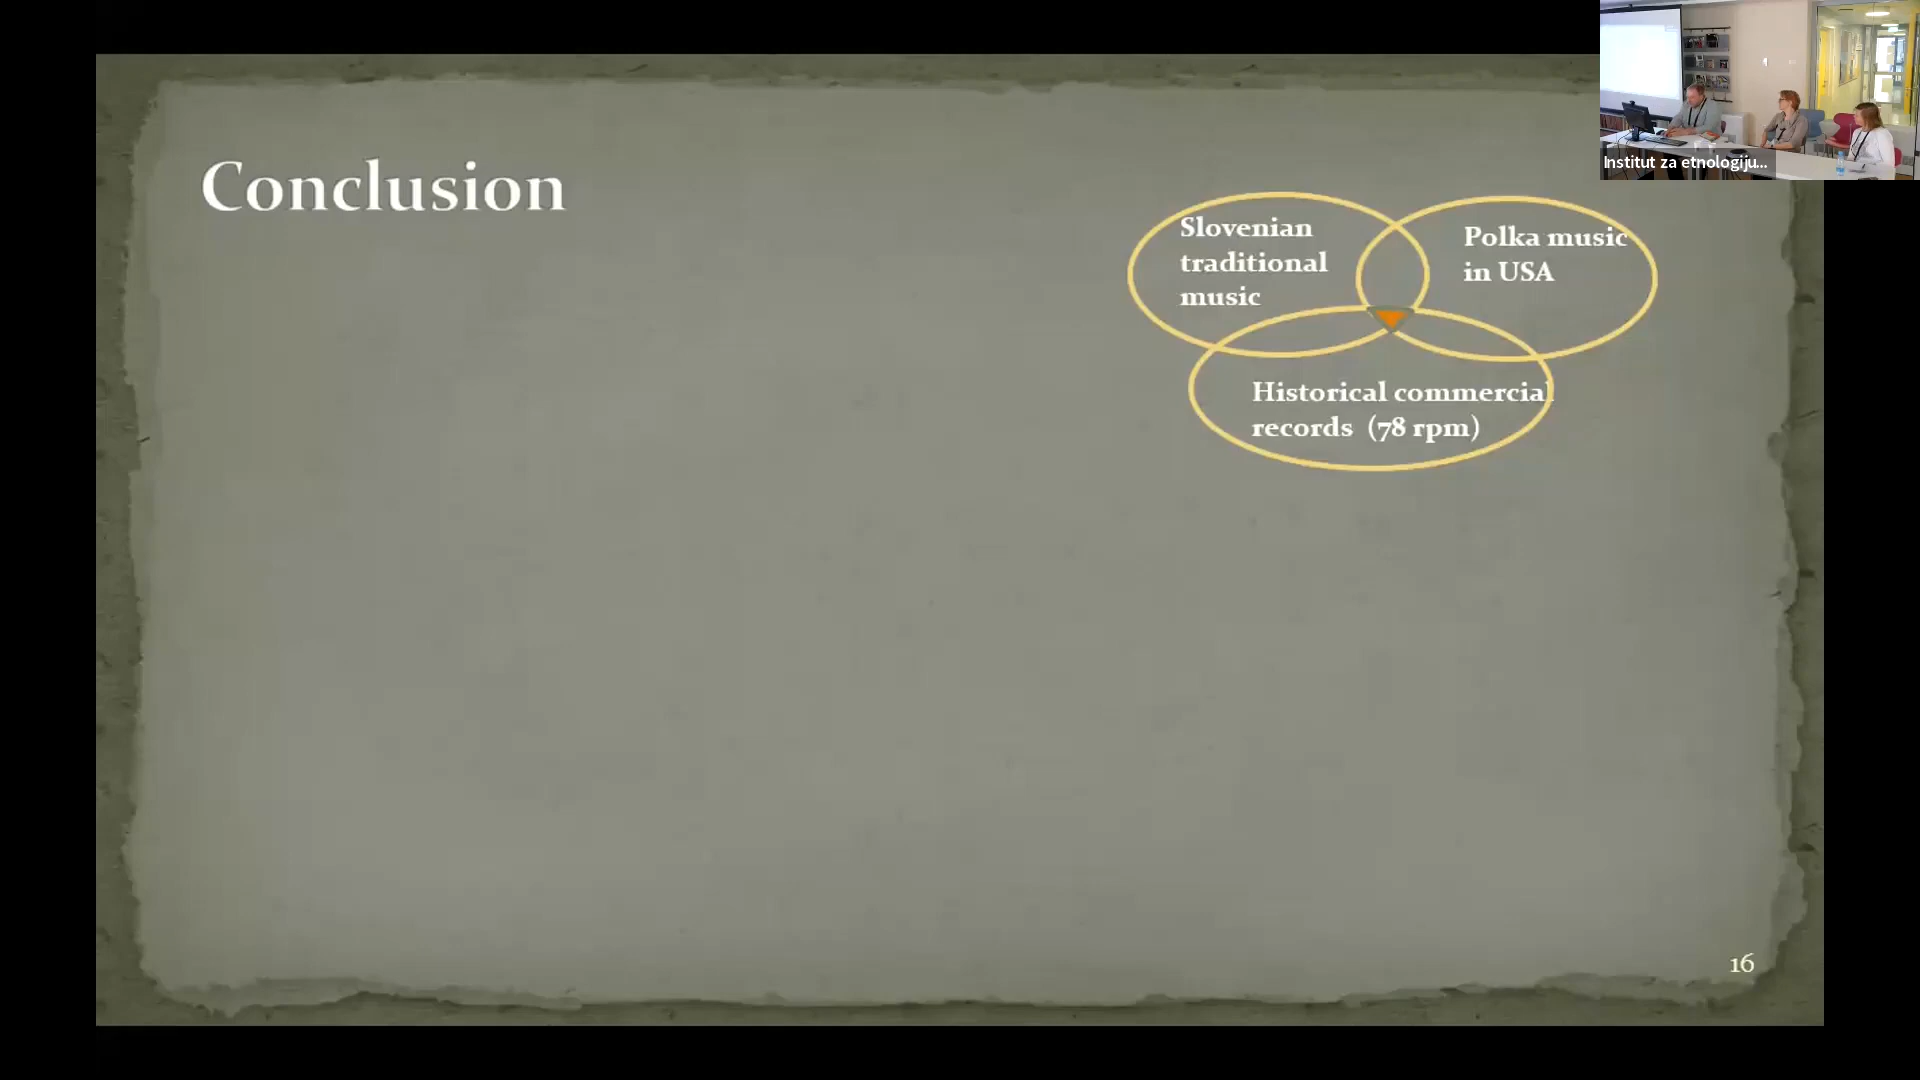 Institut za etnologiju...
Conclusion
Slovenian
traditional
music
Polka music
in USA
Historical commercial
records (78 rpm)
16